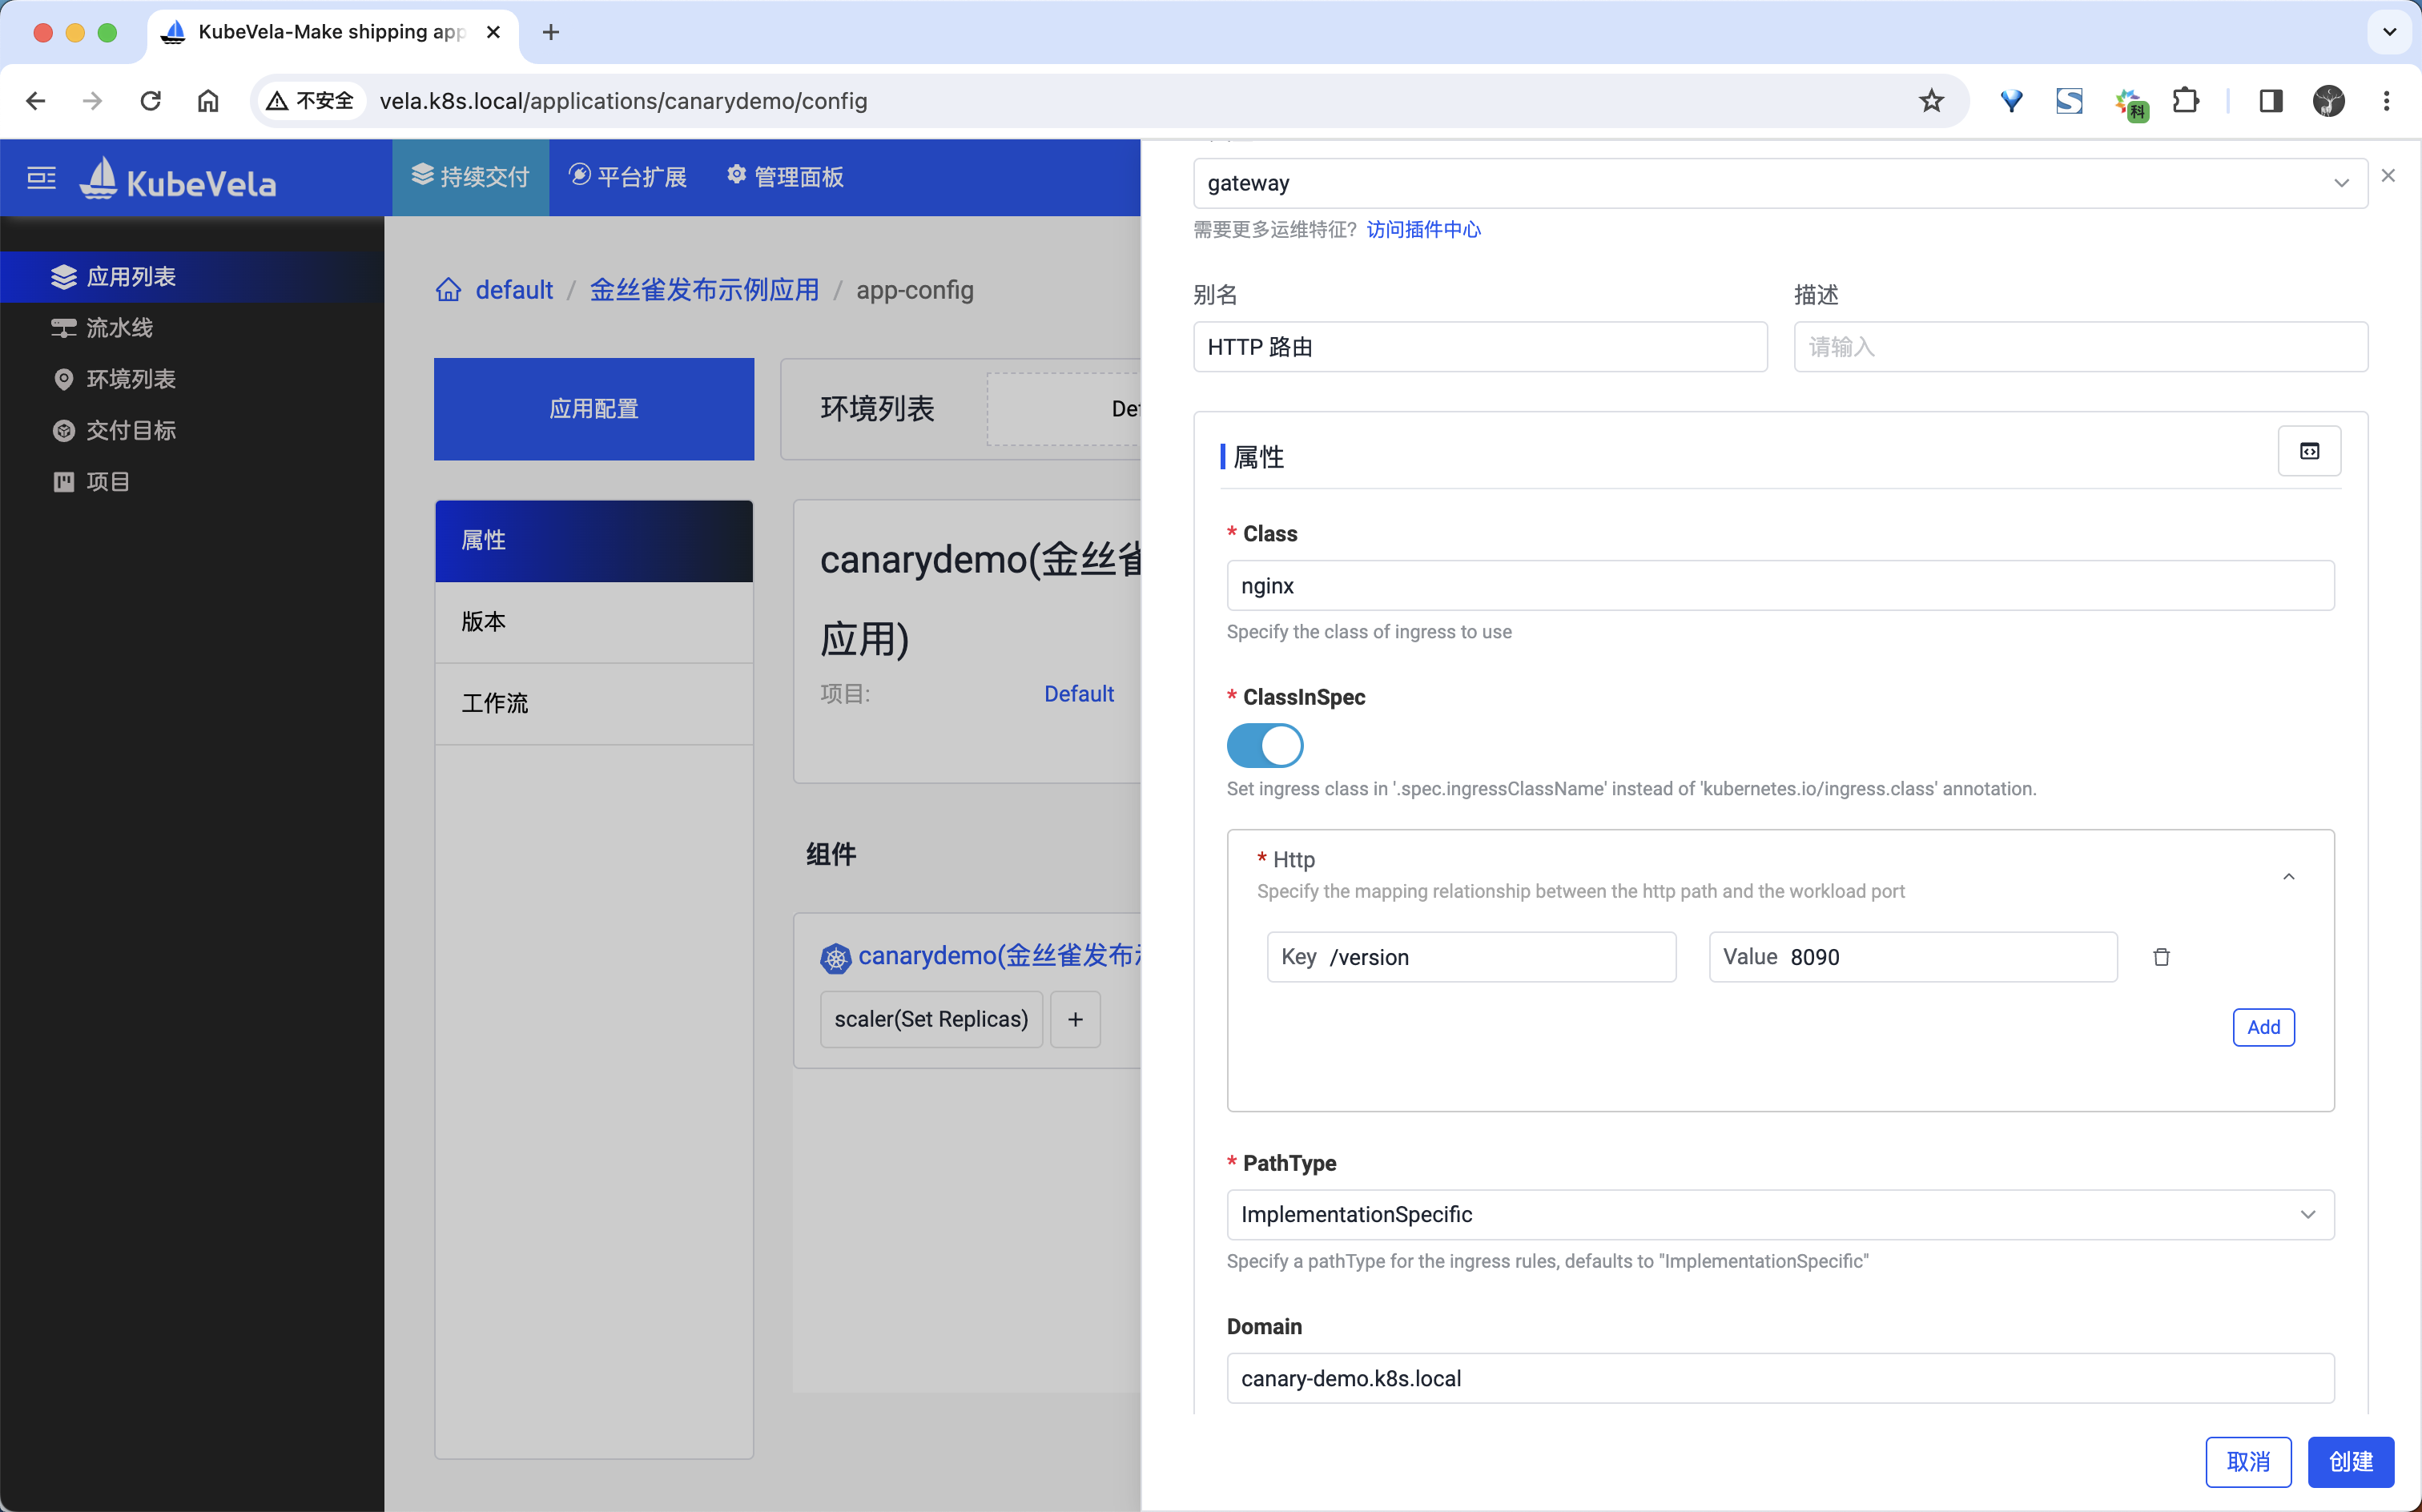 KubeVela-Make shipping app
不安全
vela.k8s.local/applications/canarydemo/config
科
KubeVela
持续交付
平台扩展
管理面板
应用列表
流水线
环境列表
交付目标
项目
default / 金丝雀发布示例应用 / app-config
应用配置
环境列表
De
属性
版本
工作流
canarydemo(金丝雀
应用)
项目:
Default
组件
canarydemo(金丝雀发布
scaler(Set Replicas)
+
gateway
需要更多运维特征? 访问插件中心
别名
HTTP 路由
描述
请输入
属性
* Class
nginx
Specify the class of ingress to use
* ClassInSpec
Set ingress class in '.spec.ingressClassName' instead of 'kubernetes.io/ingress.class' annotation.
* Http
Specify the mapping relationship between the http path and the workload port
Key /version
Value 8090
Add
* PathType
ImplementationSpecific
Specify a pathType for the ingress rules, defaults to "ImplementationSpecific"
Domain
canary-demo.k8s.local
取消
创建